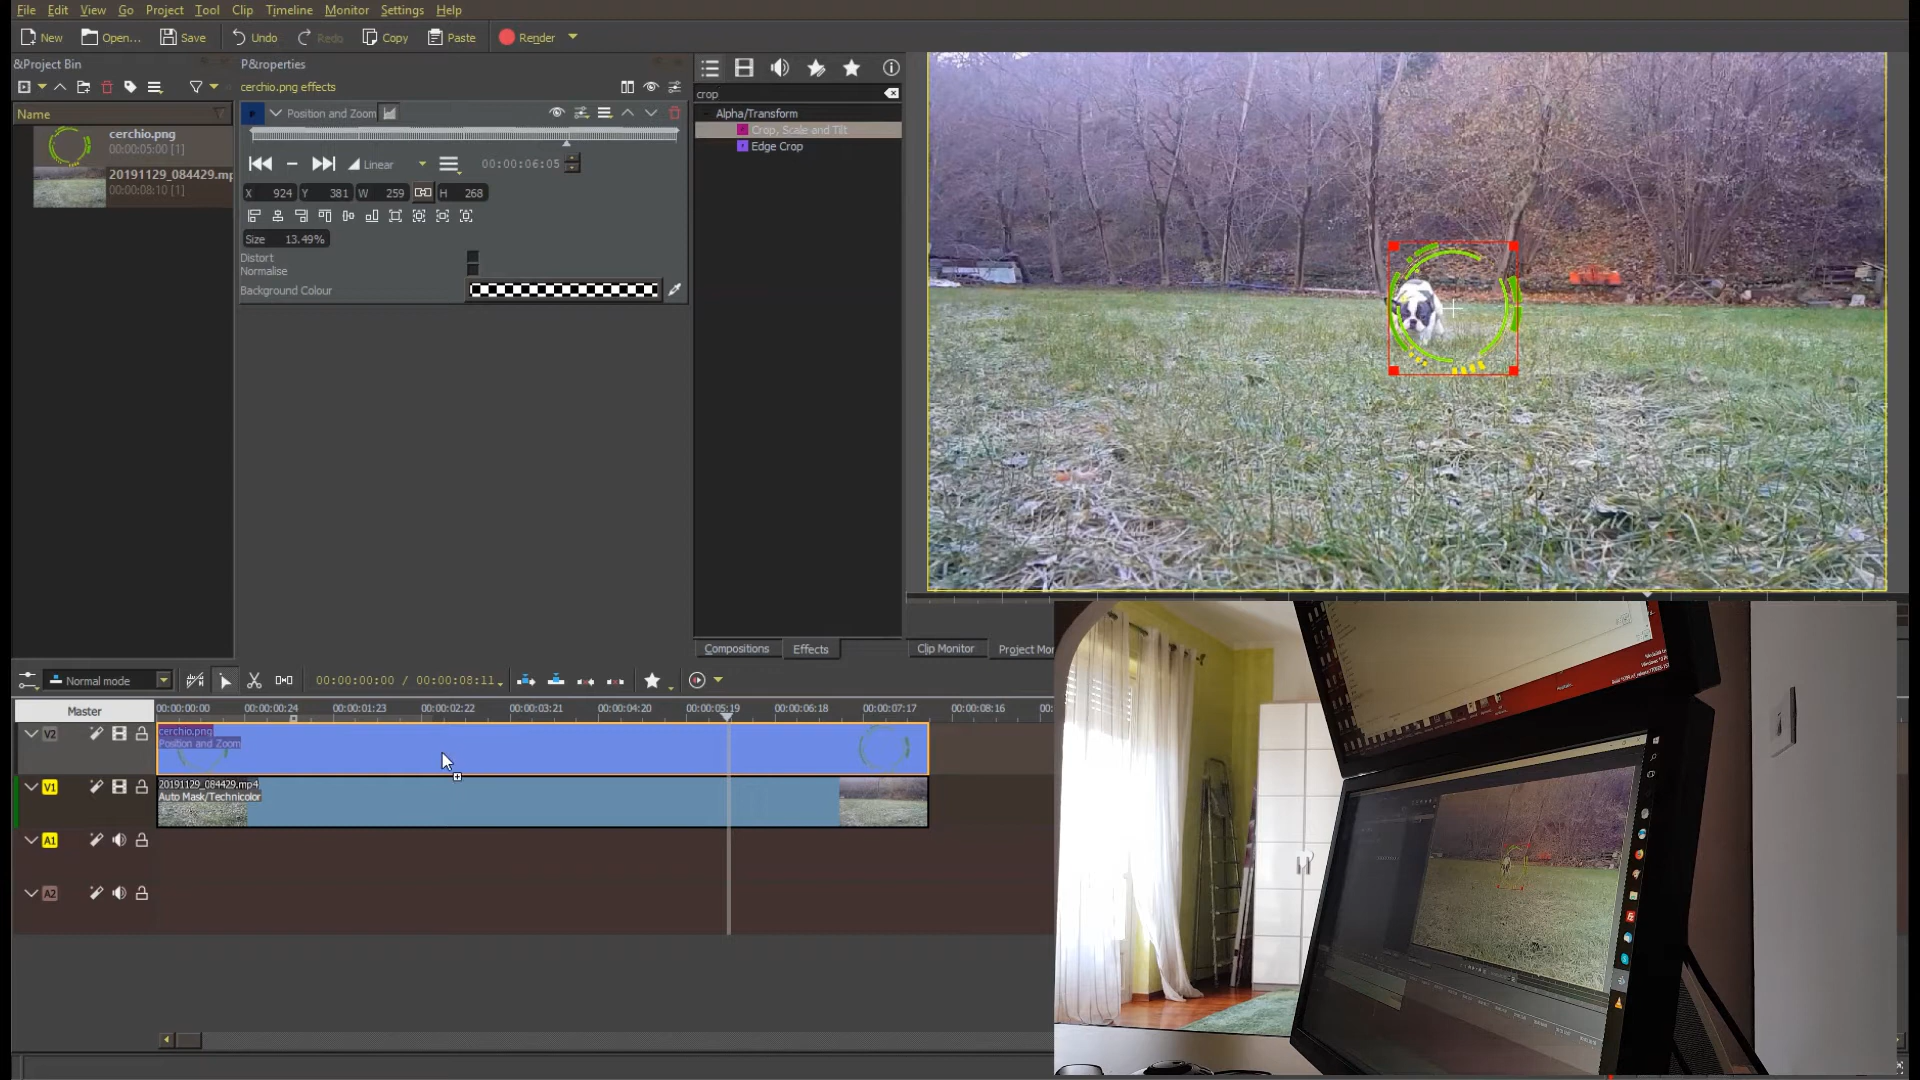 File Edit View Go Project Tool Clip Timeline Monitor Settings Help
New Open... Save Undo Redo Copy Paste Render
&Project Bin
Name
cerchio.png
00:00:05:00 [1]
20191129_084429.mp
00:00:08:10 [1]
P&roperties
cerchio.png effects
Position and Zoom
Linear 00:00:06:05
X 924 Y 381 W 259 H 268
Size 13.49%
Distort
Normalise
Background Colour
crop
Alpha/Transform
Crop, Scale and Tilt
Edge Crop
Compositions Effects
Clip Monitor Project Mor
Normal mode 00:00:00:00 / 00:00:08:11
Master
00:00:00:00 00:00:00:24 00:00:01:23 00:00:02:22 00:00:03:21 00:00:04:20 00:00:05:19 00:00:06:18 00:00:07:17 00:00:08:16 00:
V2
cerchio.png
Position and Zoom
V1
20191129_084429.mp4
Auto Mask/Technicolor
A1
A2